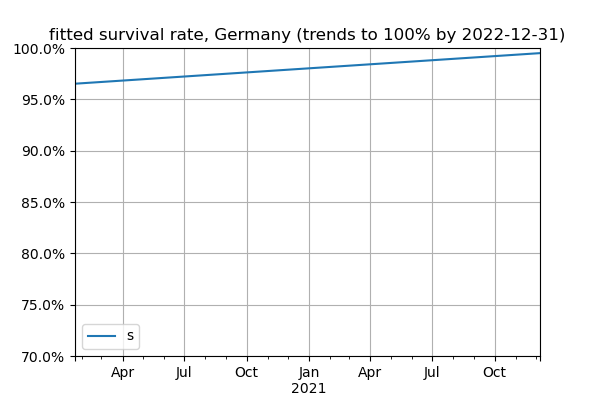 fitted survival rate, Germany (trends to 100% by 2022-12-31)
100.0%
95.0%
90.0%
85.0%
80.0%
75.0%
70.0%
s
Apr Jul Oct Jan Apr Jul Oct
2021